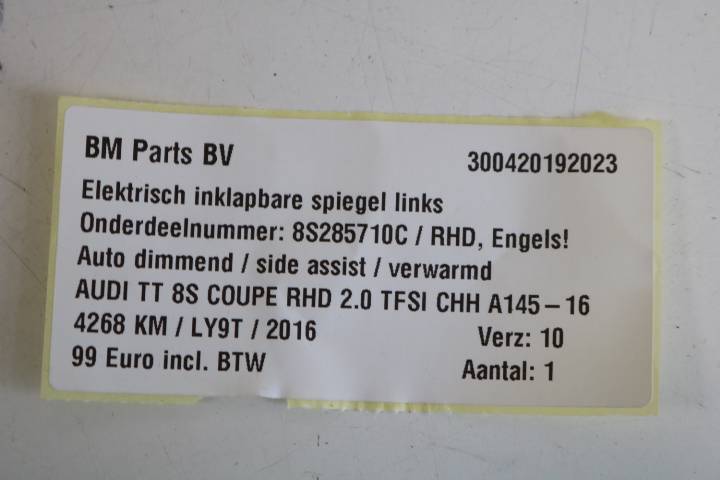 BM Parts BV 300420192023
Elektrisch inklapbare spiegel links
Onderdeelnummer: 8S285710C / RHD, Engels!
Auto dimmend / side assist / verwarmd
AUDI TT 8S COUPE RHD 2.0 TFSI CHH A145-16
4268 KM / LY9T / 2016 Verz: 10
99 Euro incl. BTW Aantal: 1